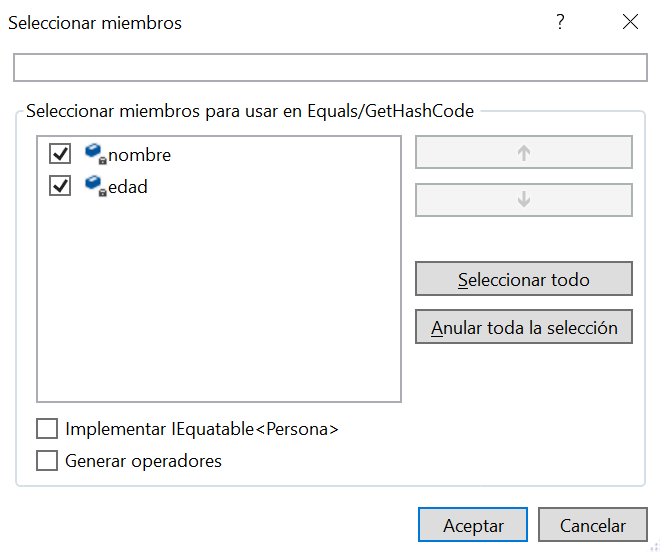 Seleccionar miembros
Seleccionar miembros para usar en Equals/GetHashCode
nombre
edad
Seleccionar todo
Anular toda la selección
Implementar IEquatable<Persona>
Generar operadores
Aceptar
Cancelar